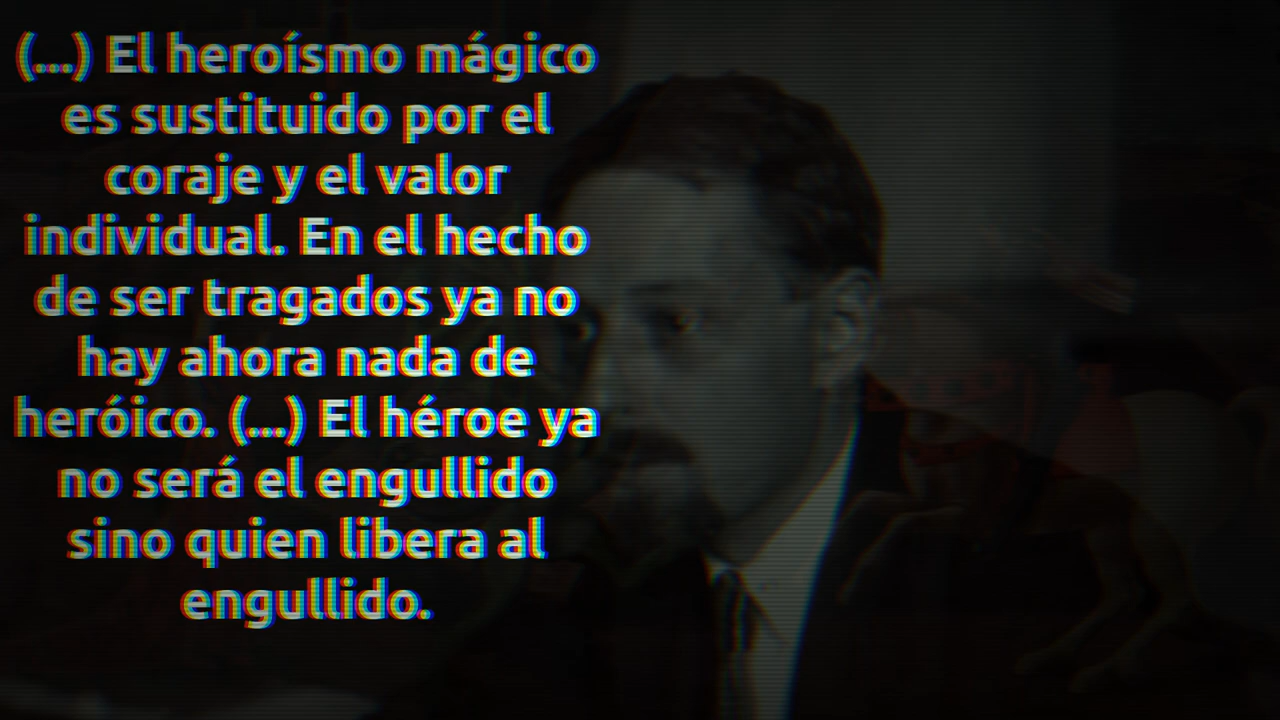 (...) El heroísmo mágico
es sustituido por el
coraje y el valor
individual. En el hecho
de ser tragados ya no
hay ahora nada de
heróico. (...) El héroe ya
no será el engullido
sino quien libera al
engullido.